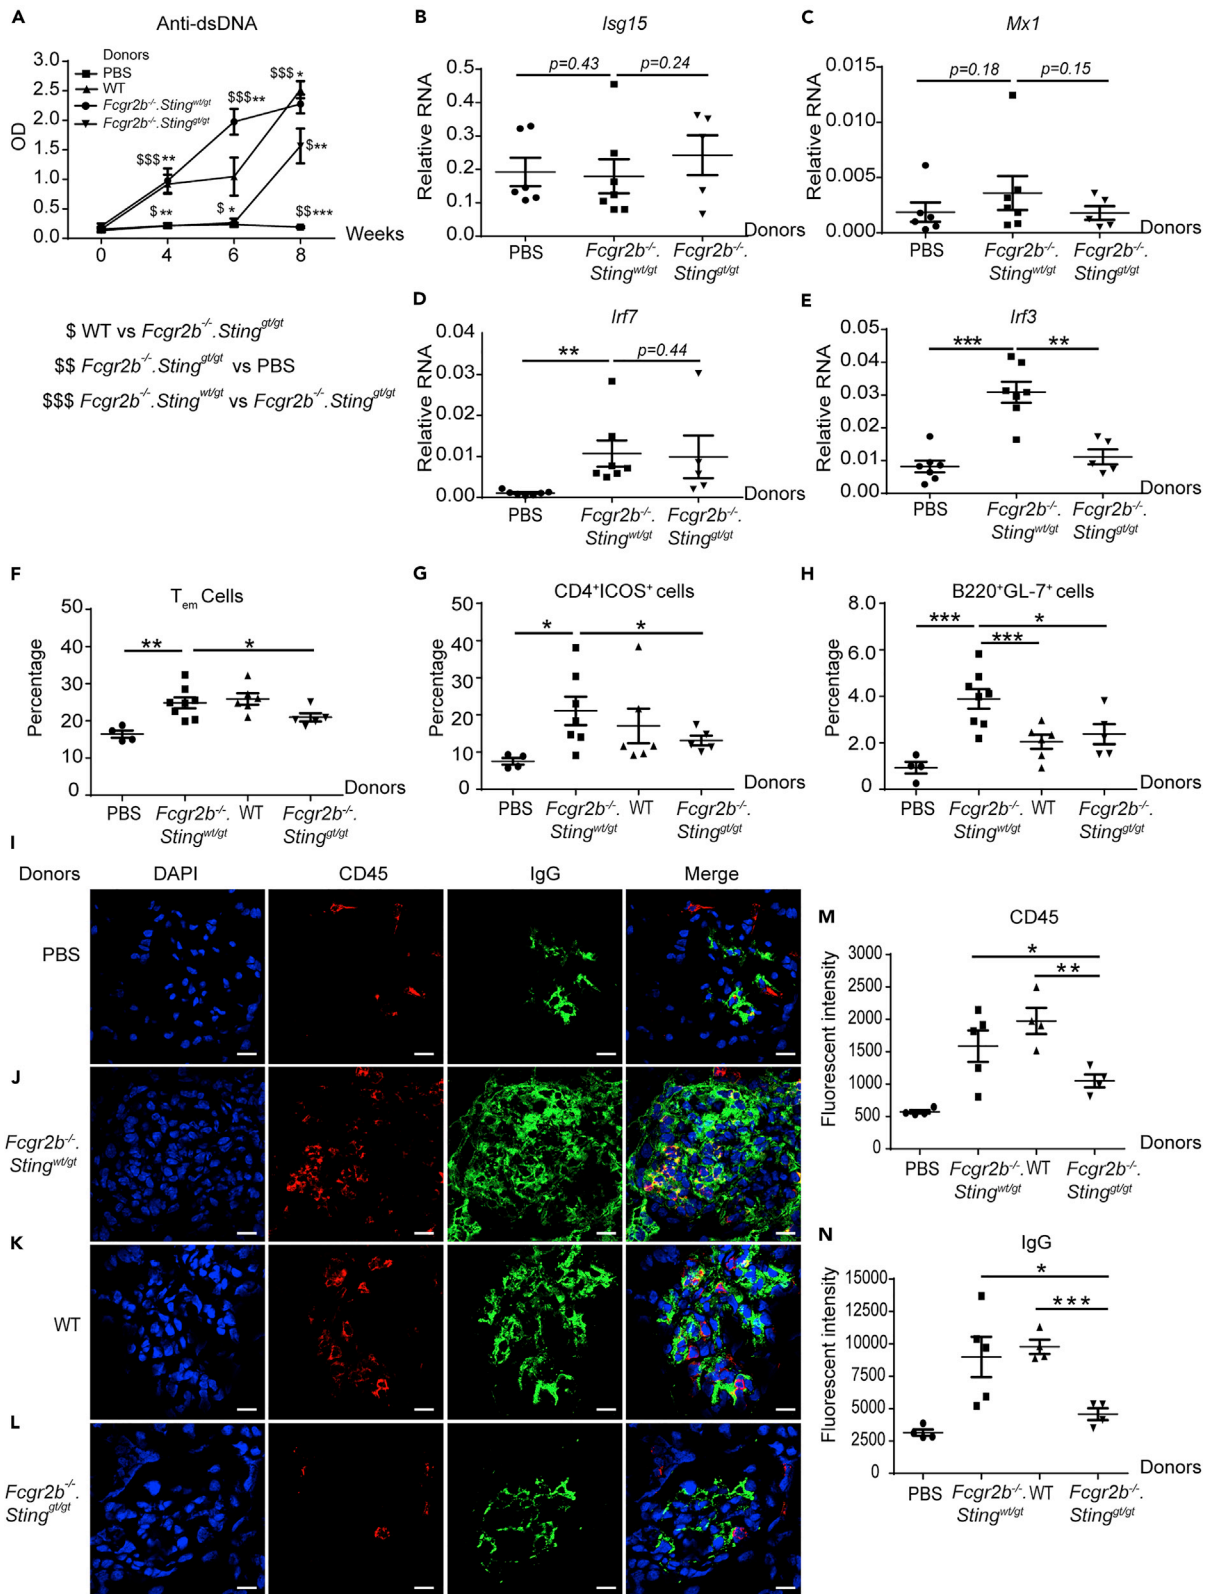 A
Anti-dsDNA
Donors
PBS
WT
Fcgr2b-/-.Stingwt/gt
Fcgr2b-/-.Stinggt/gt
OD
3.0
2.5
2.0
1.5
1.0
0.5
0.0
$$$ **
$$$ **
$$$ *
$ **
$ **
$ *
$$ ***
0 4 6 8
Weeks
$ WT vs Fcgr2b-/-.Stinggt/gt
$$ Fcgr2b-/-.Stinggt/gt vs PBS
$$$ Fcgr2b-/-.Stingwt/gt vs Fcgr2b-/-.Stinggt/gt
B
Isg15
Relative RNA
0.5
0.4
0.3
0.2
0.1
0.0
p=0.43 p=0.24
Donors
PBS Fcgr2b-/-. Fcgr2b-/-.
Stingwt/gt Stinggt/gt
C
Mx1
Relative RNA
0.015
0.010
0.005
0.000
p=0.18 p=0.15
Donors
PBS Fcgr2b-/-. Fcgr2b-/-.
Stingwt/gt Stinggt/gt
D
Irf7
Relative RNA
0.04
0.03
0.02
0.01
0.00
** p=0.44
Donors
PBS Fcgr2b-/-. Fcgr2b-/-.
Stingwt/gt Stinggt/gt
E
Irf3
Relative RNA
0.05
0.04
0.03
0.02
0.01
0.00
*** **
Donors
PBS Fcgr2b-/-. Fcgr2b-/-.
Stingwt/gt Stinggt/gt
F
Tem Cells
Percentage
50
40
30
20
10
0
** *
Donors
PBS Fcgr2b-/-. WT Fcgr2b-/-.
Stingwt/gt Stinggt/gt
G
CD4+ICOS+ cells
Percentage
50
40
30
20
10
0
* *
Donors
PBS Fcgr2b-/-. WT Fcgr2b-/-.
Stingwt/gt Stinggt/gt
H
B220+GL-7+ cells
Percentage
8.0
6.0
4.0
2.0
0
*** *
***
Donors
PBS Fcgr2b-/-. WT Fcgr2b-/-.
Stingwt/gt Stinggt/gt
I
Donors DAPI CD45 IgG Merge
PBS
J
Fcgr2b-/-.
Stingwt/gt
K
WT
L
Fcgr2b-/-.
Stinggt/gt
M
CD45
Fluorescent intensity
3000
2500
2000
1500
1000
500
0
*
**
Donors
PBS Fcgr2b-/-. WT Fcgr2b-/-.
Stingwt/gt Stinggt/gt
N
IgG
Fluorescent intensity
15000
12500
10000
7500
5000
2500
0
*
***
Donors
PBS Fcgr2b-/-. WT Fcgr2b-/-.
Stingwt/gt Stinggt/gt